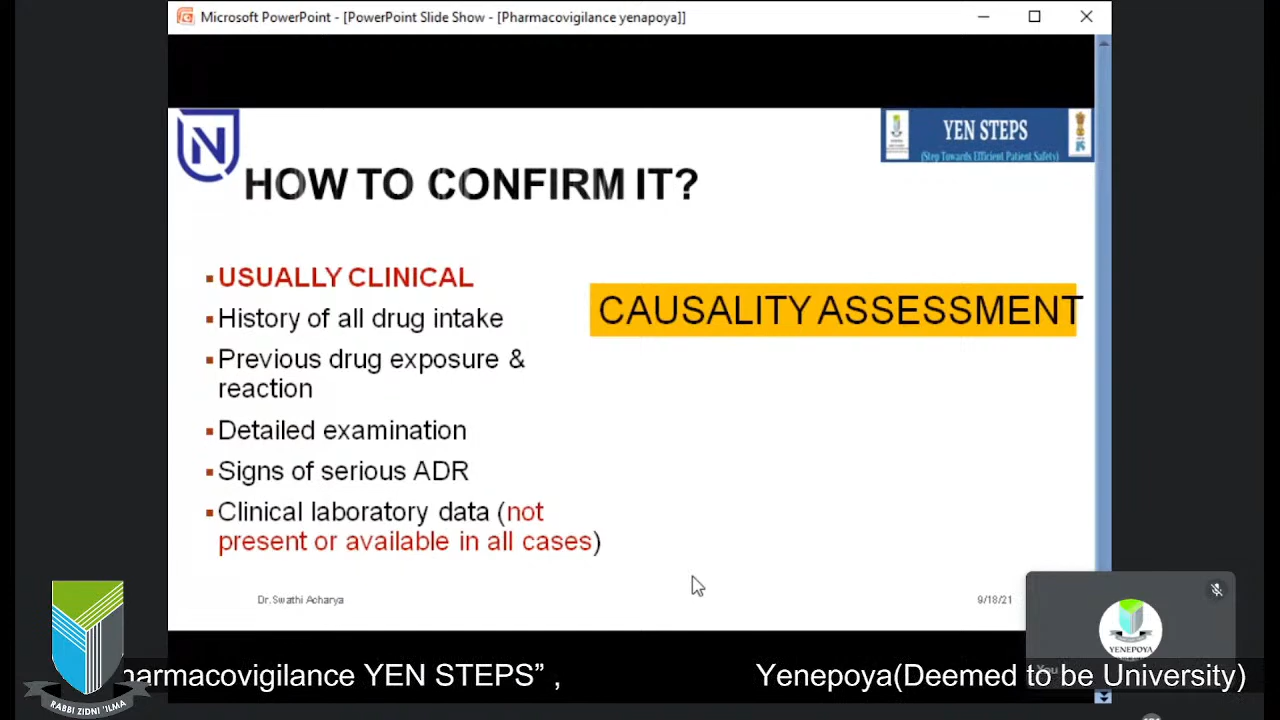 Microsoft PowerPoint - [PowerPoint Slide Show - [Pharmacovigilance yenapoya]]
N
YEN STEPS
(Step Towards Efficient Patient Safety)
HOW TO CONFIRM IT?
USUALLY CLINICAL
History of all drug intake
Previous drug exposure &
reaction
Detailed examination
Signs of serious ADR
Clinical laboratory data (not
present or available in all cases)
CAUSALITY ASSESSMENT
Dr.Swathi Acharya
9/18/21
YENEPOYA
You
harmacovigilance YEN STEPS” ,
Yenepoya(Deemed to be University)
RABBI ZIDNI 'ILMA